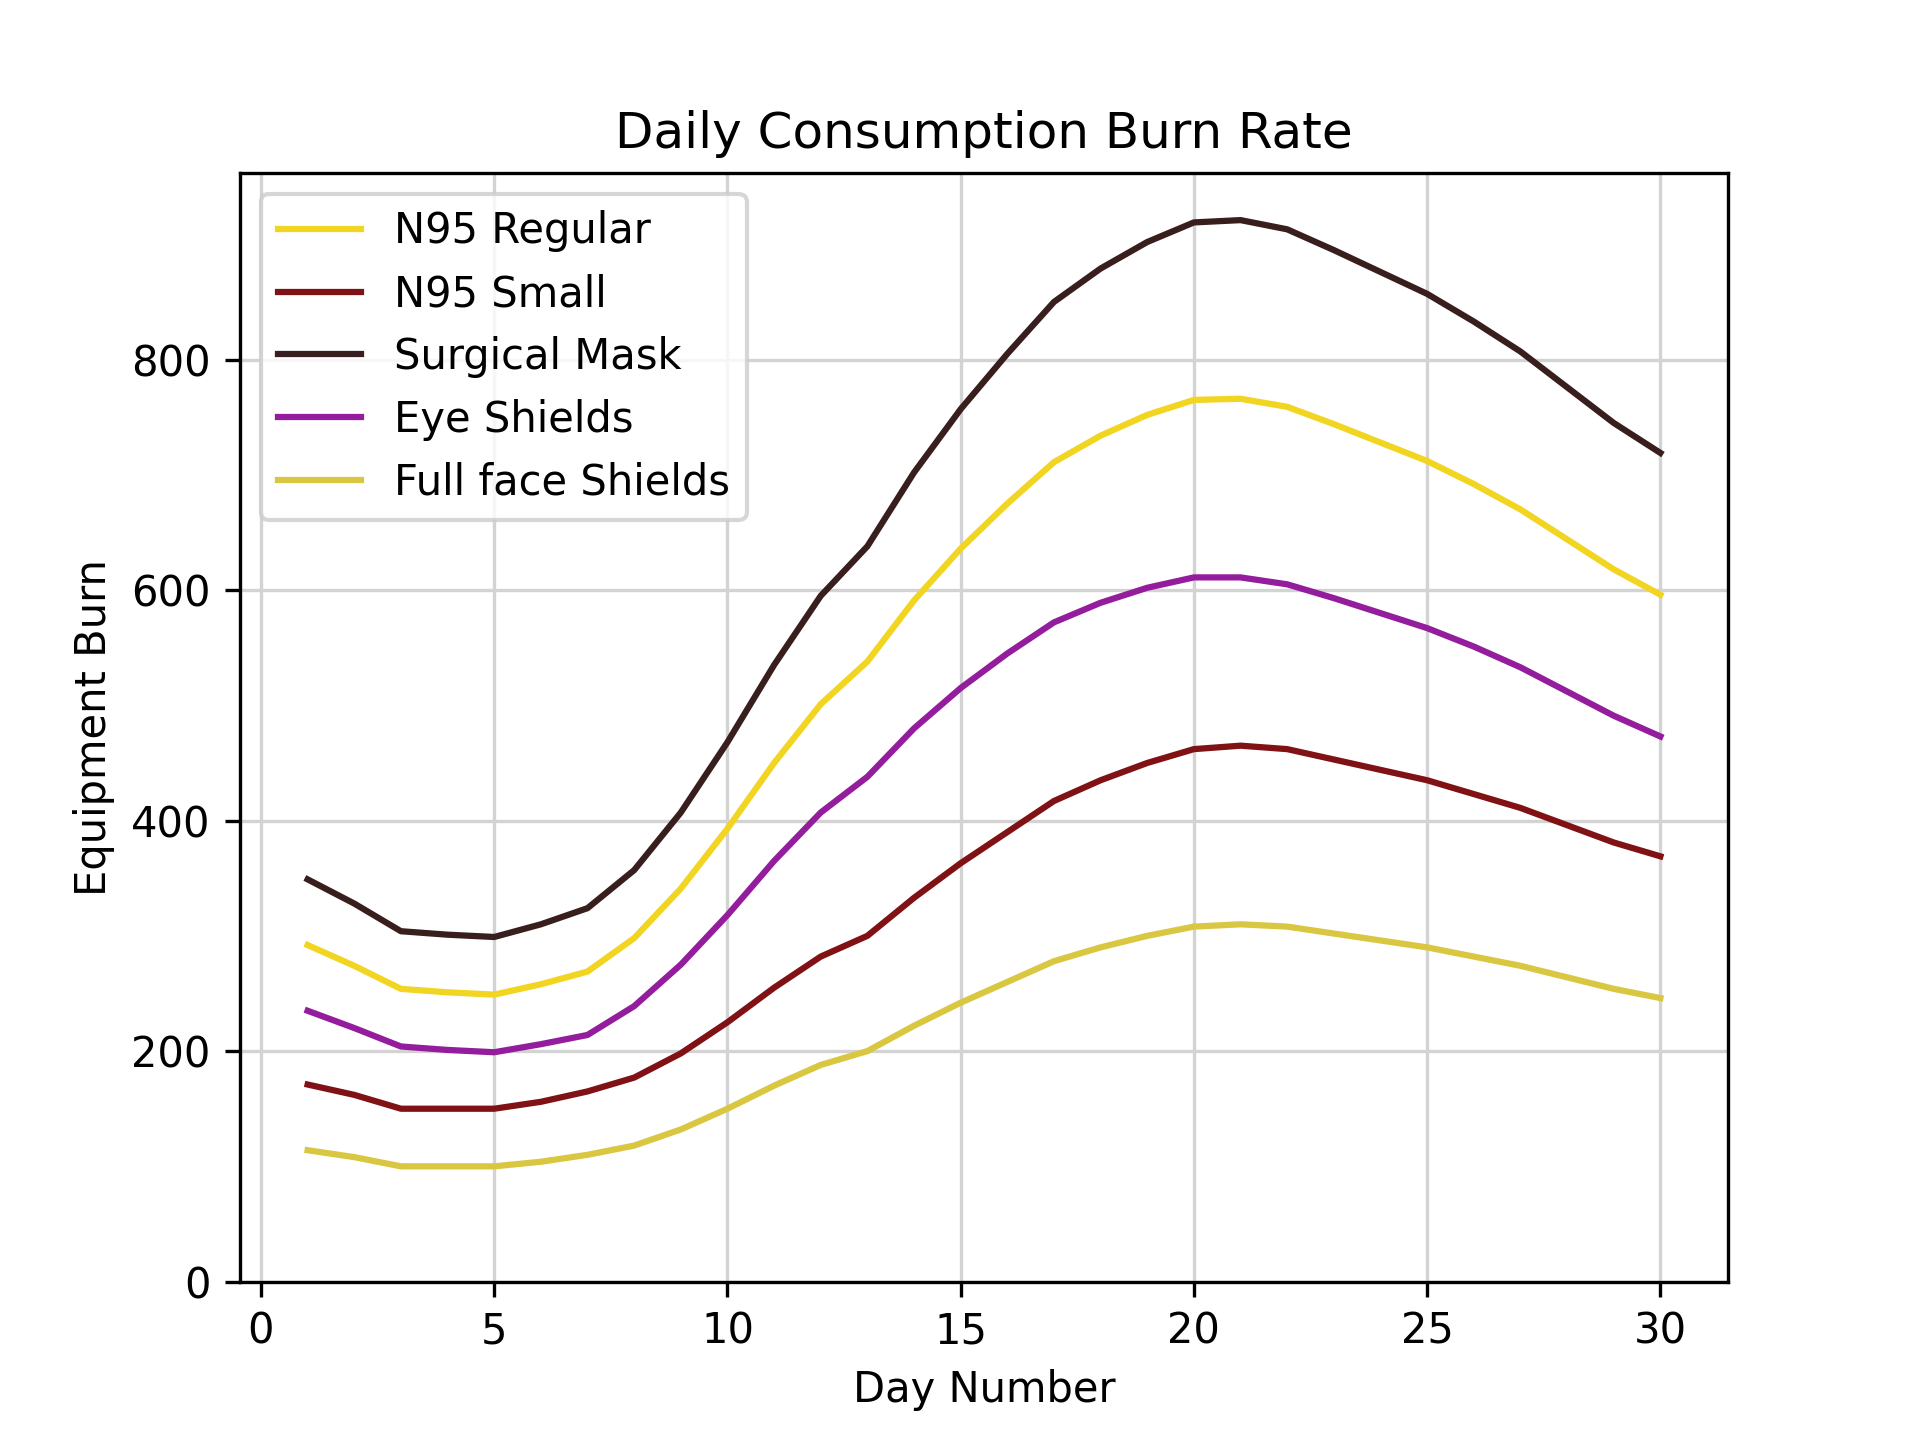 Daily Consumption Burn Rate
N95 Regular
N95 Small
Surgical Mask
Eye Shields
Full face Shields
Equipment Burn
800
600
400
200
0
0 5 10 15 20 25 30
Day Number